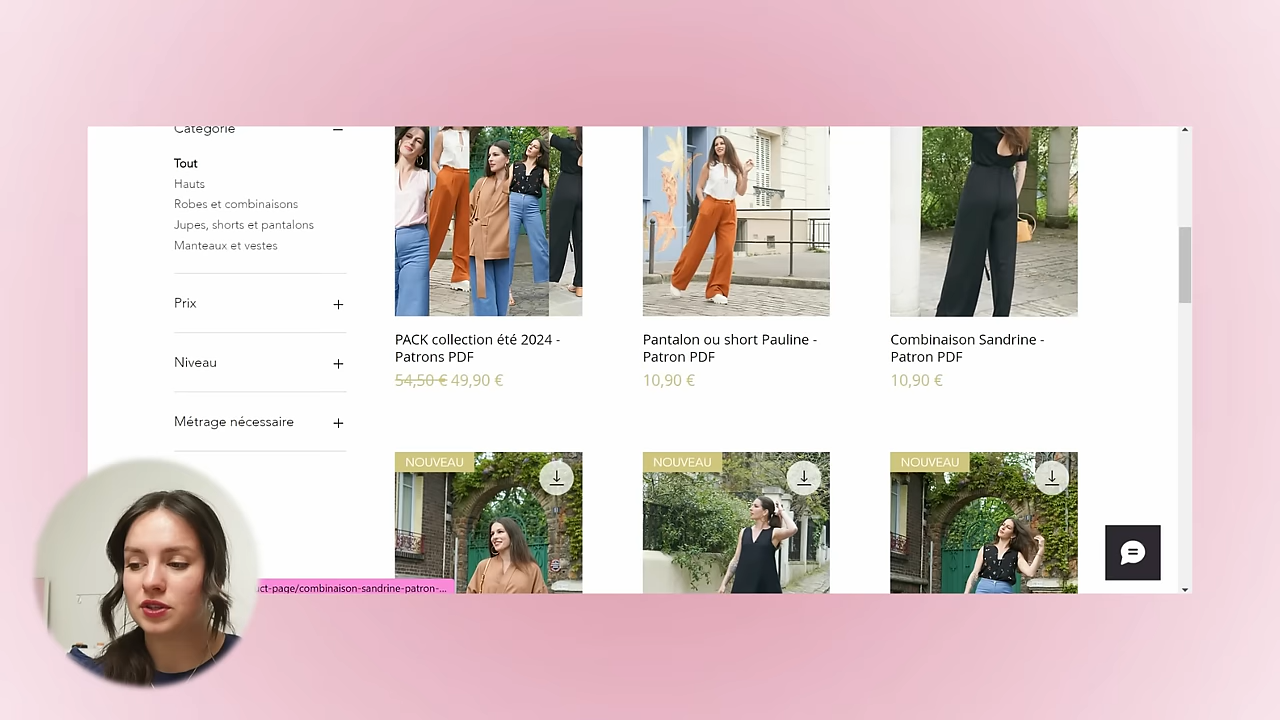 Catégorie
Tout
Hauts
Robes et combinaisons
Jupes, shorts et pantalons
Manteaux et vestes
Prix
Niveau
Métrage nécessaire
PACK collection été 2024 -
Patrons PDF
54,50 € 49,90 €
Pantalon ou short Pauline -
Patron PDF
10,90 €
Combinaison Sandrine -
Patron PDF
10,90 €
NOUVEAU
NOUVEAU
NOUVEAU
uct-page/combinaison-sandrine-patron-...